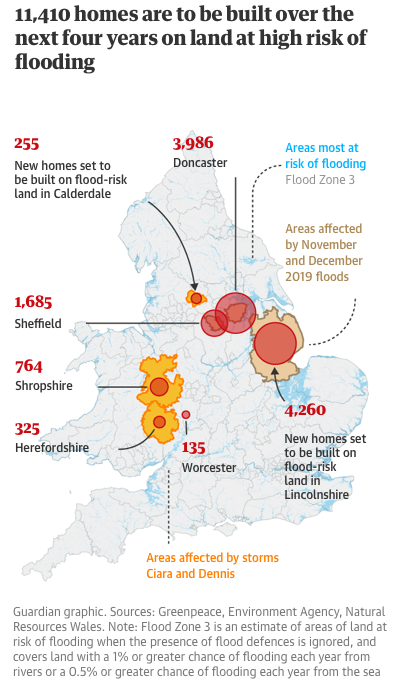 11,410 homes are to be built over the
next four years on land at high risk of
flooding
255
New homes set to
be built on flood-risk
land in Calderdale
3,986
Doncaster
Areas most at
risk of flooding
Flood Zone 3
Areas affected
by November
and December
2019 floods
1,685
Sheffield
764
Shropshire
325
Herefordshire
135
Worcester
4,260
New homes set
to be built on
flood-risk
land in
Lincolnshire
Areas affected by storms
Ciara and Dennis
Guardian graphic. Sources: Greenpeace, Environment Agency, Natural
Resources Wales. Note: Flood Zone 3 is an estimate of areas of land at
risk of flooding when the presence of flood defences is ignored, and
covers land with a 1% or greater chance of flooding each year from
rivers or a 0.5% or greater chance of flooding each year from the sea